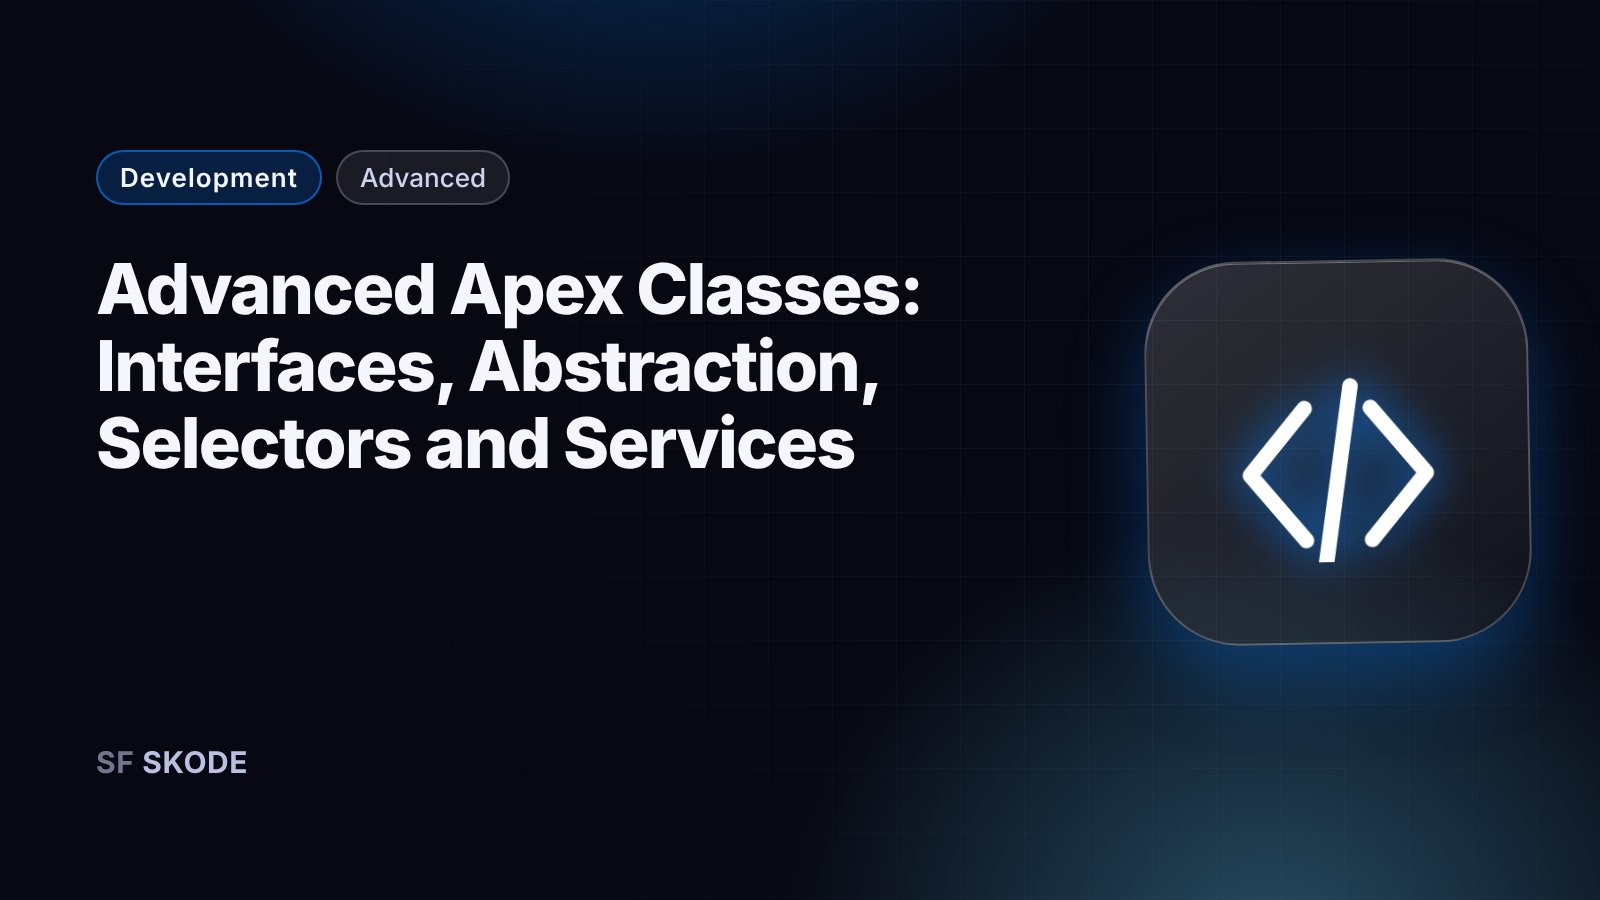 Development
Advanced
Advanced Apex Classes:
Interfaces, Abstraction,
Selectors and Services
SF SKODE